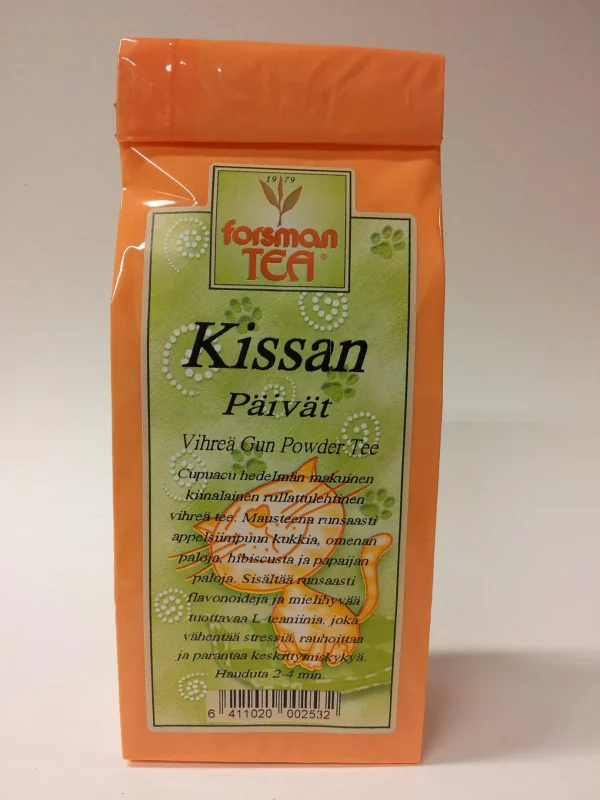 19 79
forsman
TEA®
Kissan
Päivät
Vihreä Gun Powder Tee
Cupuacu hedelmän makuinen
kiinalainen rullattulehtinen
vihreä tee. Mausteena runsaasti
appelsiinipuun kukkia, omenan
paloja, hibiscusta ja papaijan
paloja. Sisältää runsaasti
flavonoideja ja mielihyvää
tuottavaa L-teaniinia, joka
vähentää stressiä, rauhoittaa
ja parantaa keskittymiskykyä.
Hauduta 2-4 min.
6 411020 002532